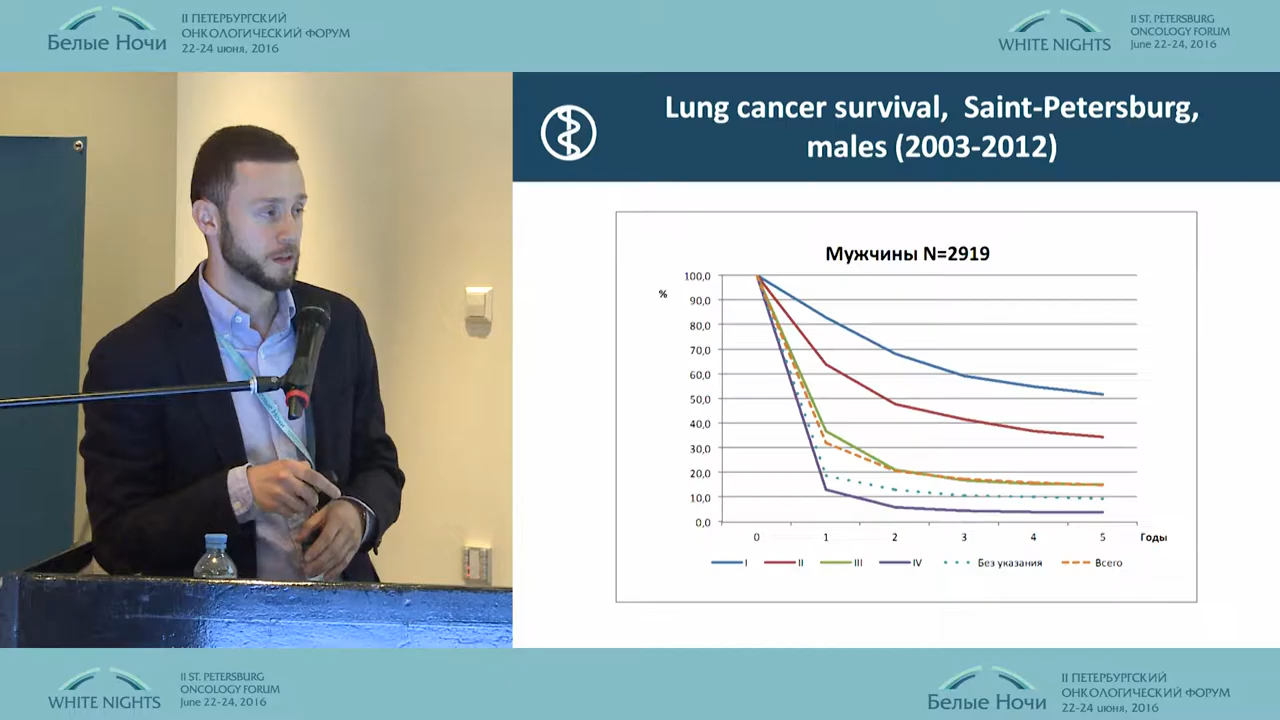 Белые Ночи
II ПЕТЕРБУРГСКИЙ
ОНКОЛОГИЧЕСКИЙ ФОРУМ
22-24 июня, 2016
WHITE NIGHTS
II ST. PETERSBURG
ONCOLOGY FORUM
June 22-24, 2016
Lung cancer survival, Saint-Petersburg,
males (2003-2012)
Мужчины N=2919
%
100,0
90,0
80,0
70,0
60,0
50,0
40,0
30,0
20,0
10,0
0,0
0 1 2 3 4 5 Годы
I II III IV Без указания Всего
WHITE NIGHTS
II ST. PETERSBURG
ONCOLOGY FORUM
June 22-24, 2016
Белые Ночи
II ПЕТЕРБУРГСКИЙ
ОНКОЛОГИЧЕСКИЙ ФОРУМ
22-24 июня, 2016